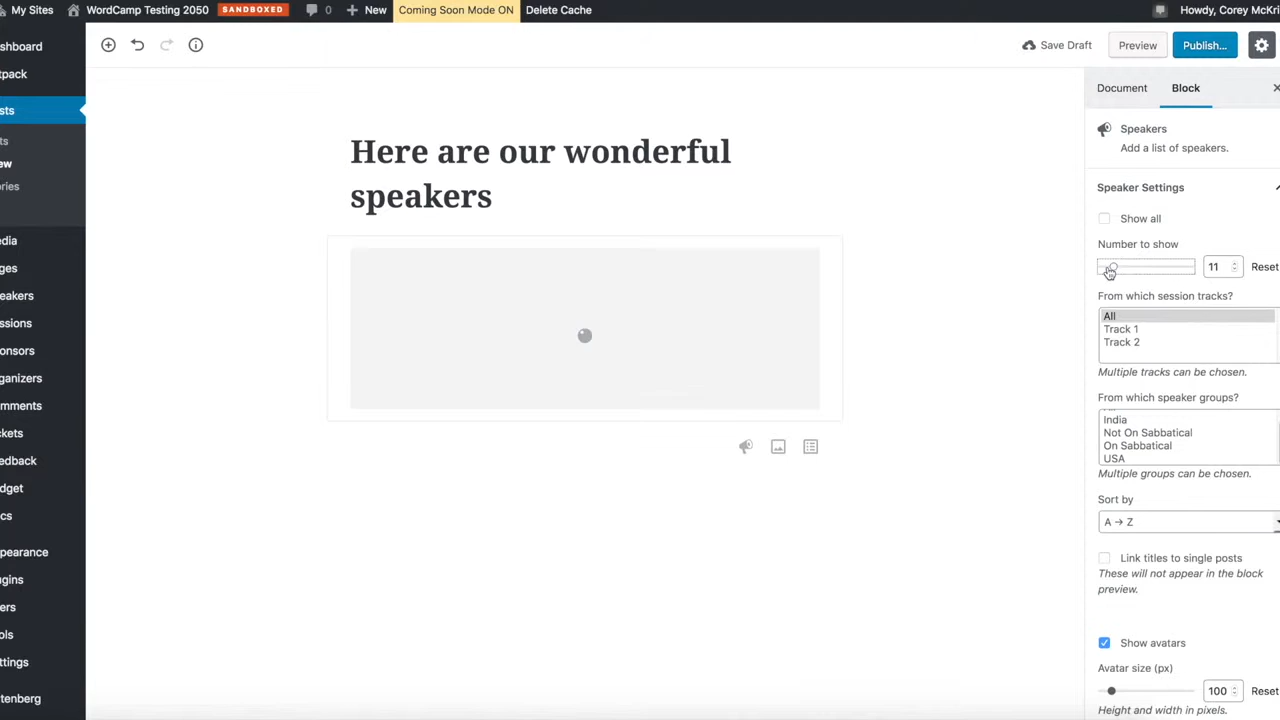 My Sites WordCamp Testing 2050 SANDBOXED 0 New Coming Soon Mode ON Delete Cache Howdy, Corey McKri
shboard
tpack
sts
ts
ew
ories
edia
ges
eakers
ssions
onsors
ganizers
mments
ckets
edback
dget
ics
pearance
ugins
ers
ols
ttings
tenberg
Save Draft Preview Publish...
Here are our wonderful
speakers
Document Block
Speakers
Add a list of speakers.
Speaker Settings
Show all
Number to show
11 Reset
From which session tracks?
All
Track 1
Track 2
Multiple tracks can be chosen.
From which speaker groups?
India
Not On Sabbatical
On Sabbatical
USA
Multiple groups can be chosen.
Sort by
A → Z
Link titles to single posts
These will not appear in the block
preview.
Show avatars
Avatar size (px)
100 Reset
Height and width in pixels.